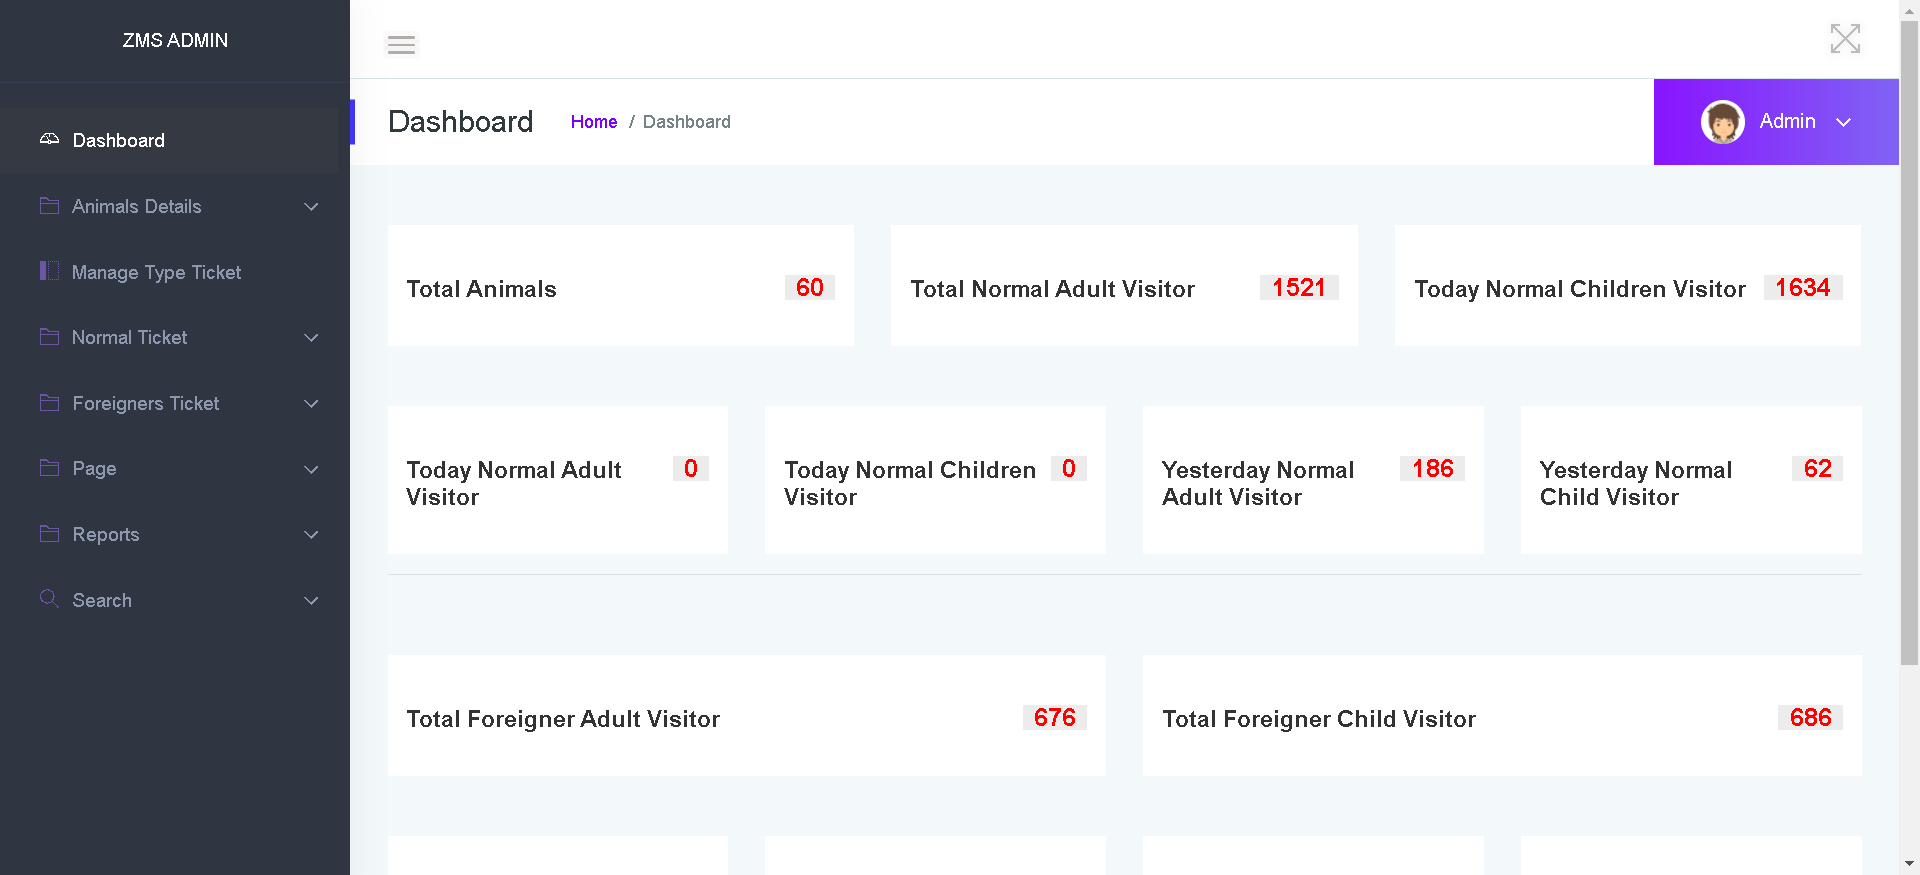 ZMS ADMIN
Dashboard
Animals Details
Manage Type Ticket
Normal Ticket
Foreigners Ticket
Page
Reports
Search
Dashboard
Home / Dashboard
Admin
Total Animals
60
Total Normal Adult Visitor
1521
Today Normal Children Visitor
1634
Today Normal Adult
Visitor
0
Today Normal Children
Visitor
0
Yesterday Normal
Adult Visitor
186
Yesterday Normal
Child Visitor
62
Total Foreigner Adult Visitor
676
Total Foreigner Child Visitor
686